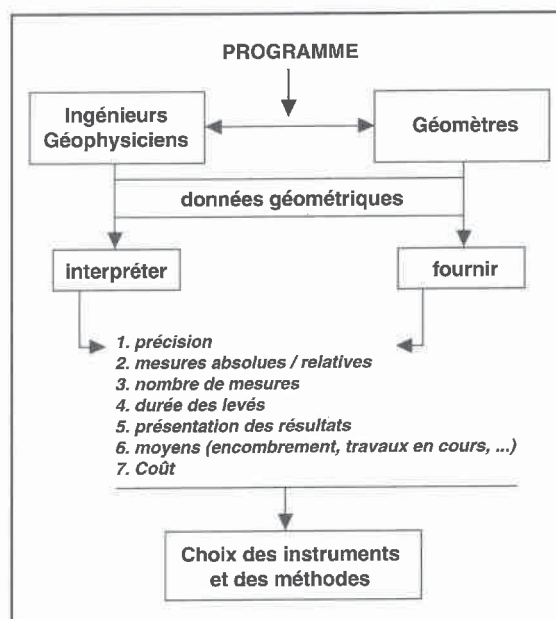 PROGRAMME
Ingénieurs
Géophysiciens
Géomètres
données géométriques
interpréter
fournir
1. précision
2. mesures absolues / relatives
3. nombre de mesures
4. durée des levés
5. présentation des résultats
6. moyens (encombrement, travaux en cours, ...)
7. Coût
Choix des instruments
et des méthodes